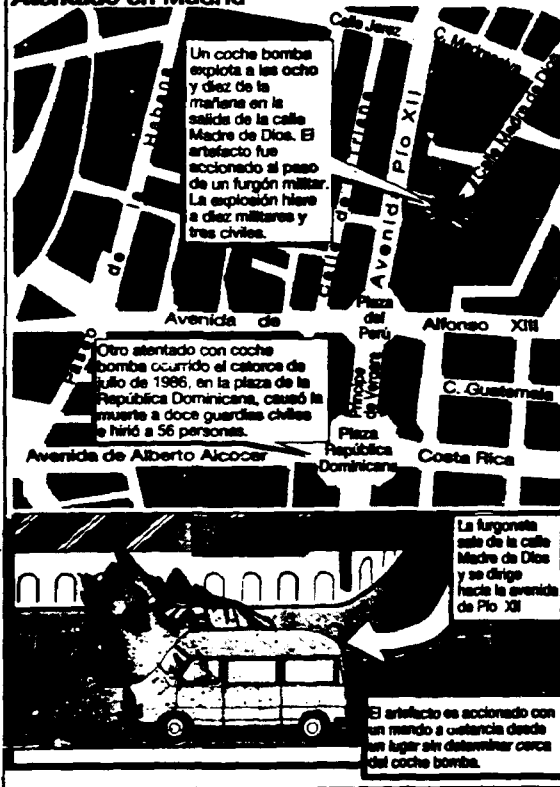 Atentado en Madrid
Calle Jerez
C. Madre
Un coche bomba
explota a las ocho
y diez de la
mañana en la
salida de la calle
Madre de Dios. El
artefacto fue
accionado al paso
de un furgón militar.
La explosión hiere
a diez militares y
tres civiles.
Paseo de la Habana
Calle de
Avenida Pío XII
Calle Madre de Dios
Plaza
del
Perú
Avenida de Alfonso XIII
Otro atentado con coche
bomba ocurrido el catorce de
julio de 1986, en la plaza de la
República Dominicana, causó la
muerte a doce guardias civiles
e hirió a 56 personas.
Príncipe
de Vergara
C. Guatemala
Plaza
República
Dominicana
Avenida de Alberto Alcocer
Costa Rica
La furgoneta
sale de la calle
Madre de Dios
y se dirige
hacia la avenida
de Pío XII
El artefacto es accionado con
un mando a distancia desde
un lugar sin determinar cerca
del coche bomba.